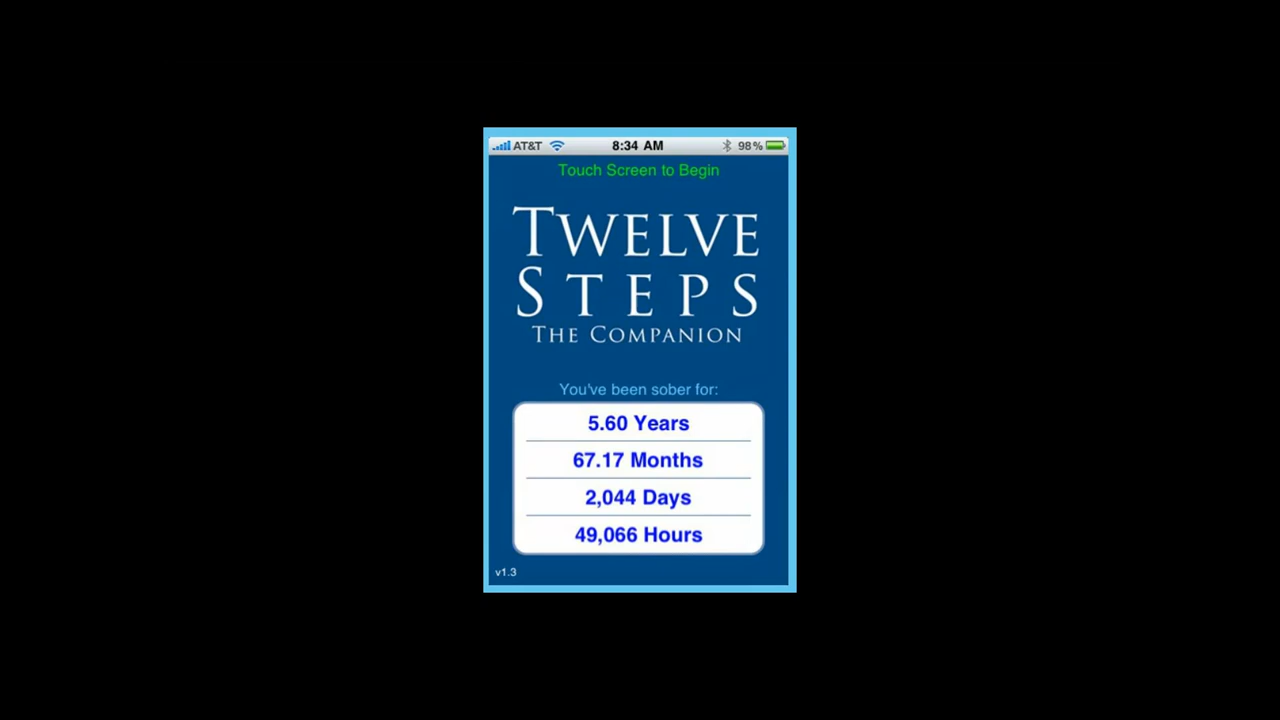 AT&T 8:34 AM 98%
Touch Screen to Begin
TWELVE
STEPS
THE COMPANION
You've been sober for:
5.60 Years
67.17 Months
2,044 Days
49,066 Hours
v1.3